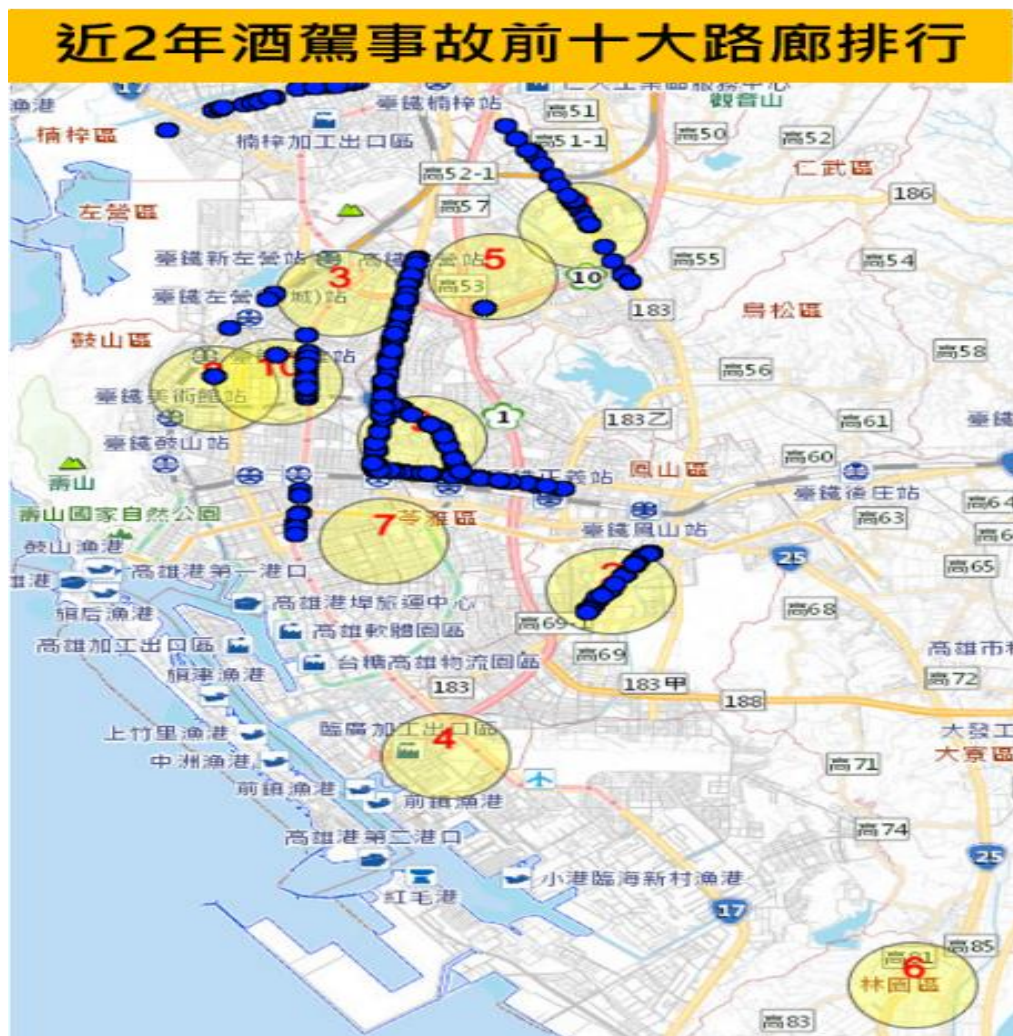 近2年酒駕事故前十大路廊排行
17
臺鐵楠梓站
高51
觀音山
楠梓區
楠梓加工出口區
高51-1
高50
高52
仁武區
高52-1
186
左營區
高57
臺鐵新左營站
3
5
高53
10
高55
高54
臺鐵左營
站
183
鳥松區
鼓山區
高58
10
高56
臺鐵美術館站
1
183乙
高61
臺鐵鼓山站
鳳山區
高60
壽山
臺鐵後庄站
高64
壽山國家自然公園
7
苓雅區
臺鐵鳳山站
高63
鼓山漁港
高雄港第一港口
25
高65
旗后漁港
高雄港埠旅運中心
高68
高雄加工出口區
高雄軟體園區
高69
旗津漁港
台糖高雄物流園區
高72
183
183甲
188
上竹里漁港
臨廣加工出口區
4
中洲漁港
高71
大寮區
前鎮漁港
前鎮漁港
高雄港第二港口
高74
小港臨海新村漁港
25
紅毛港
17
高81
高85
6
林園區
高83